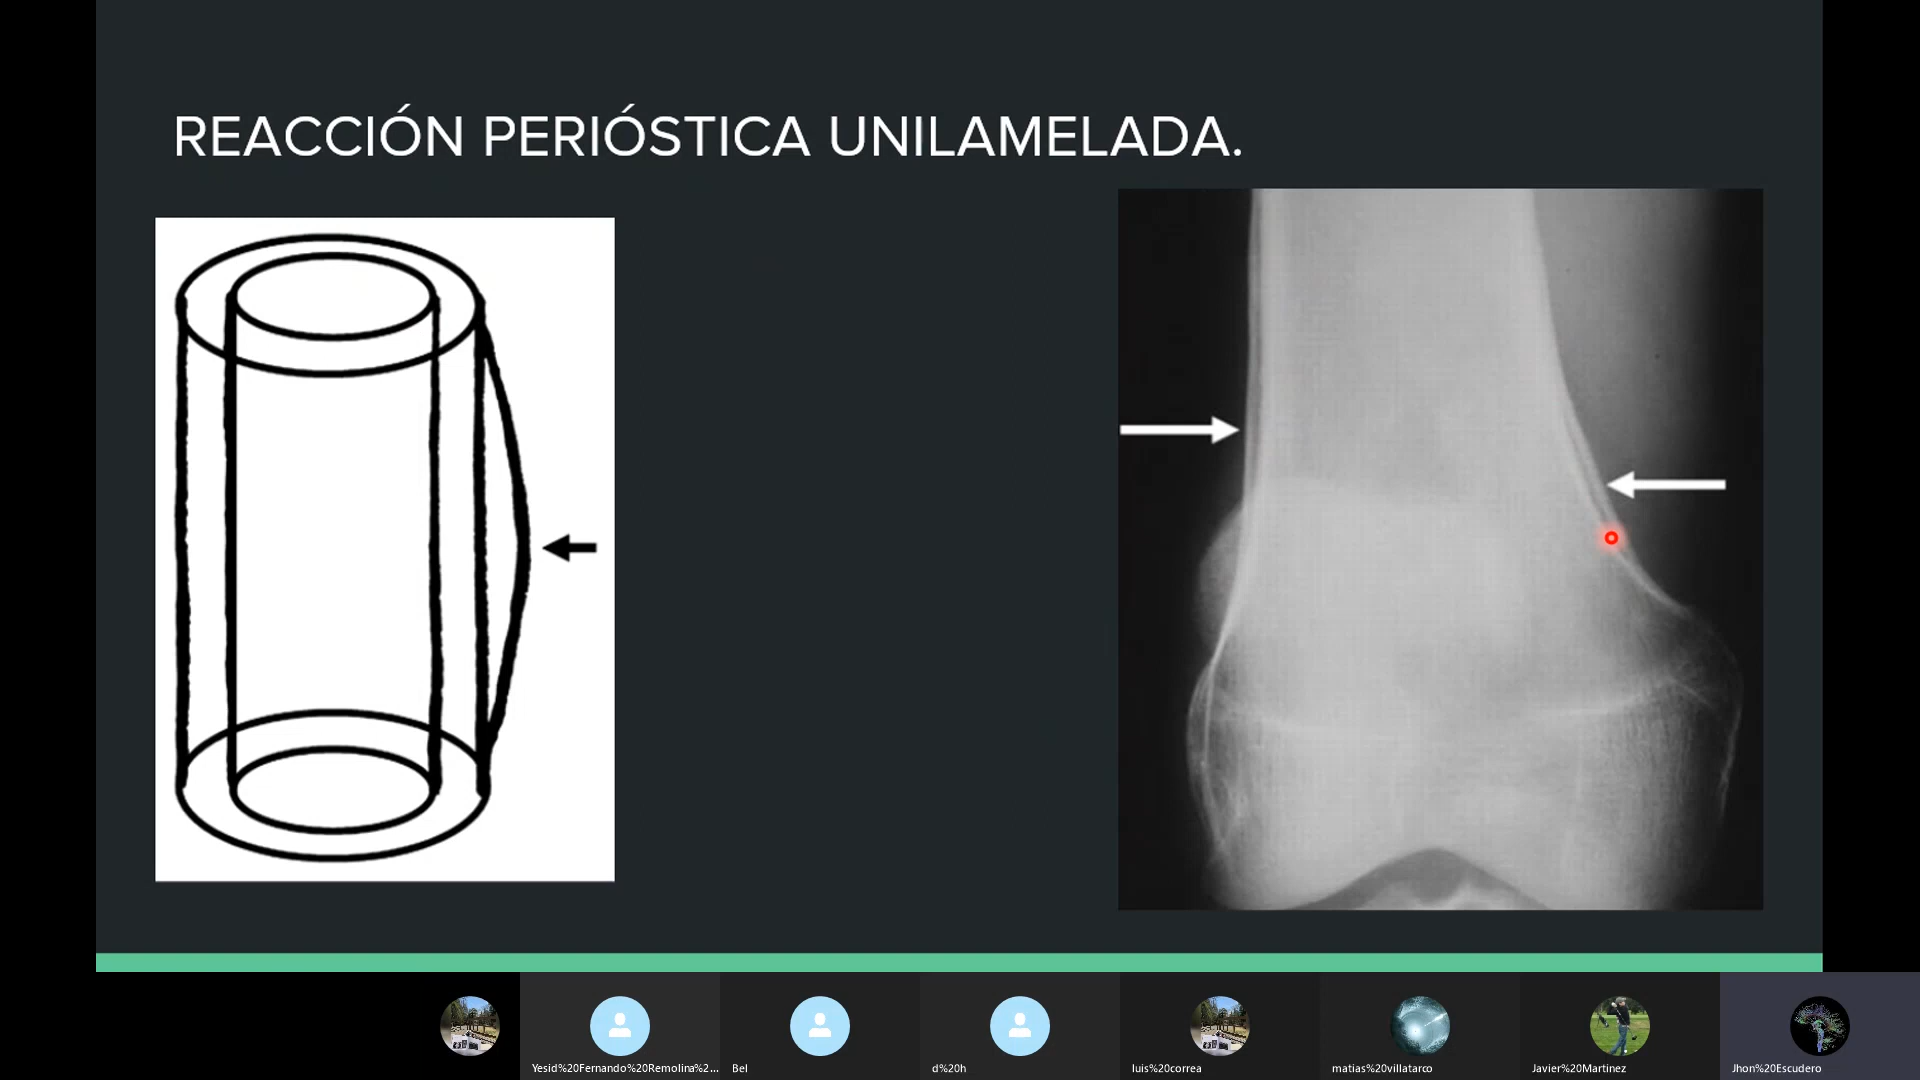 REACCIÓN PERIÓSTICA UNILAMELADA.
Yesid%20Fernando%20Remolina%2...
Bel
d%20h
luis%20correa
matias%20villatarco
Javier%20Martinez
Jhon%20Escudero